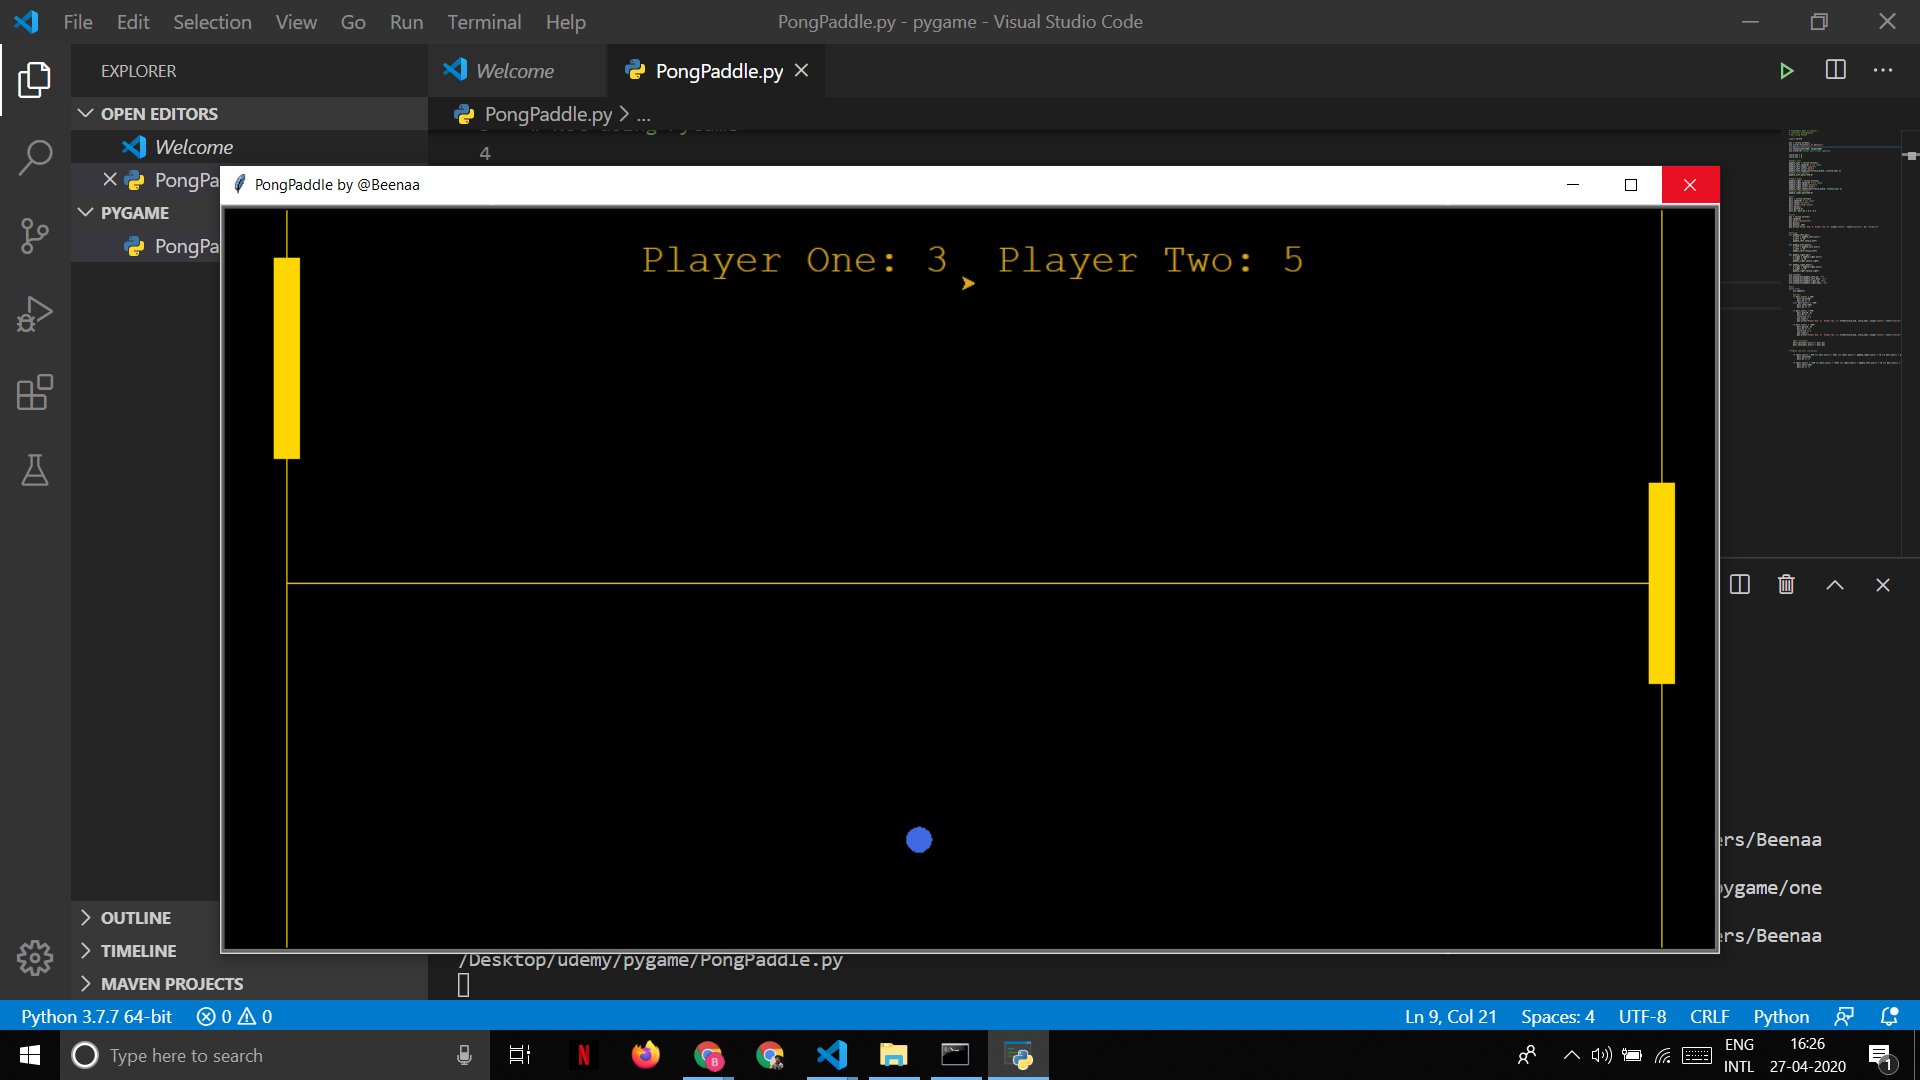 File Edit Selection View Go Run Terminal Help
PongPaddle.py - pygame - Visual Studio Code
EXPLORER
Welcome
PongPaddle.py
OPEN EDITORS
PongPaddle.py > ...
Welcome
4
PongPa
PongPaddle by @Beenaa
PYGAME
PongPa
Player One: 3 Player Two: 5
ers/Beenaa
pygame/one
ers/Beenaa
OUTLINE
TIMELINE
/Desktop/udemy/pygame/PongPaddle.py
MAVEN PROJECTS
Python 3.7.7 64-bit 0 0
Ln 9, Col 21 Spaces: 4 UTF-8 CRLF Python
Type here to search
N
B
ENG
INTL
16:26
27-04-2020
1